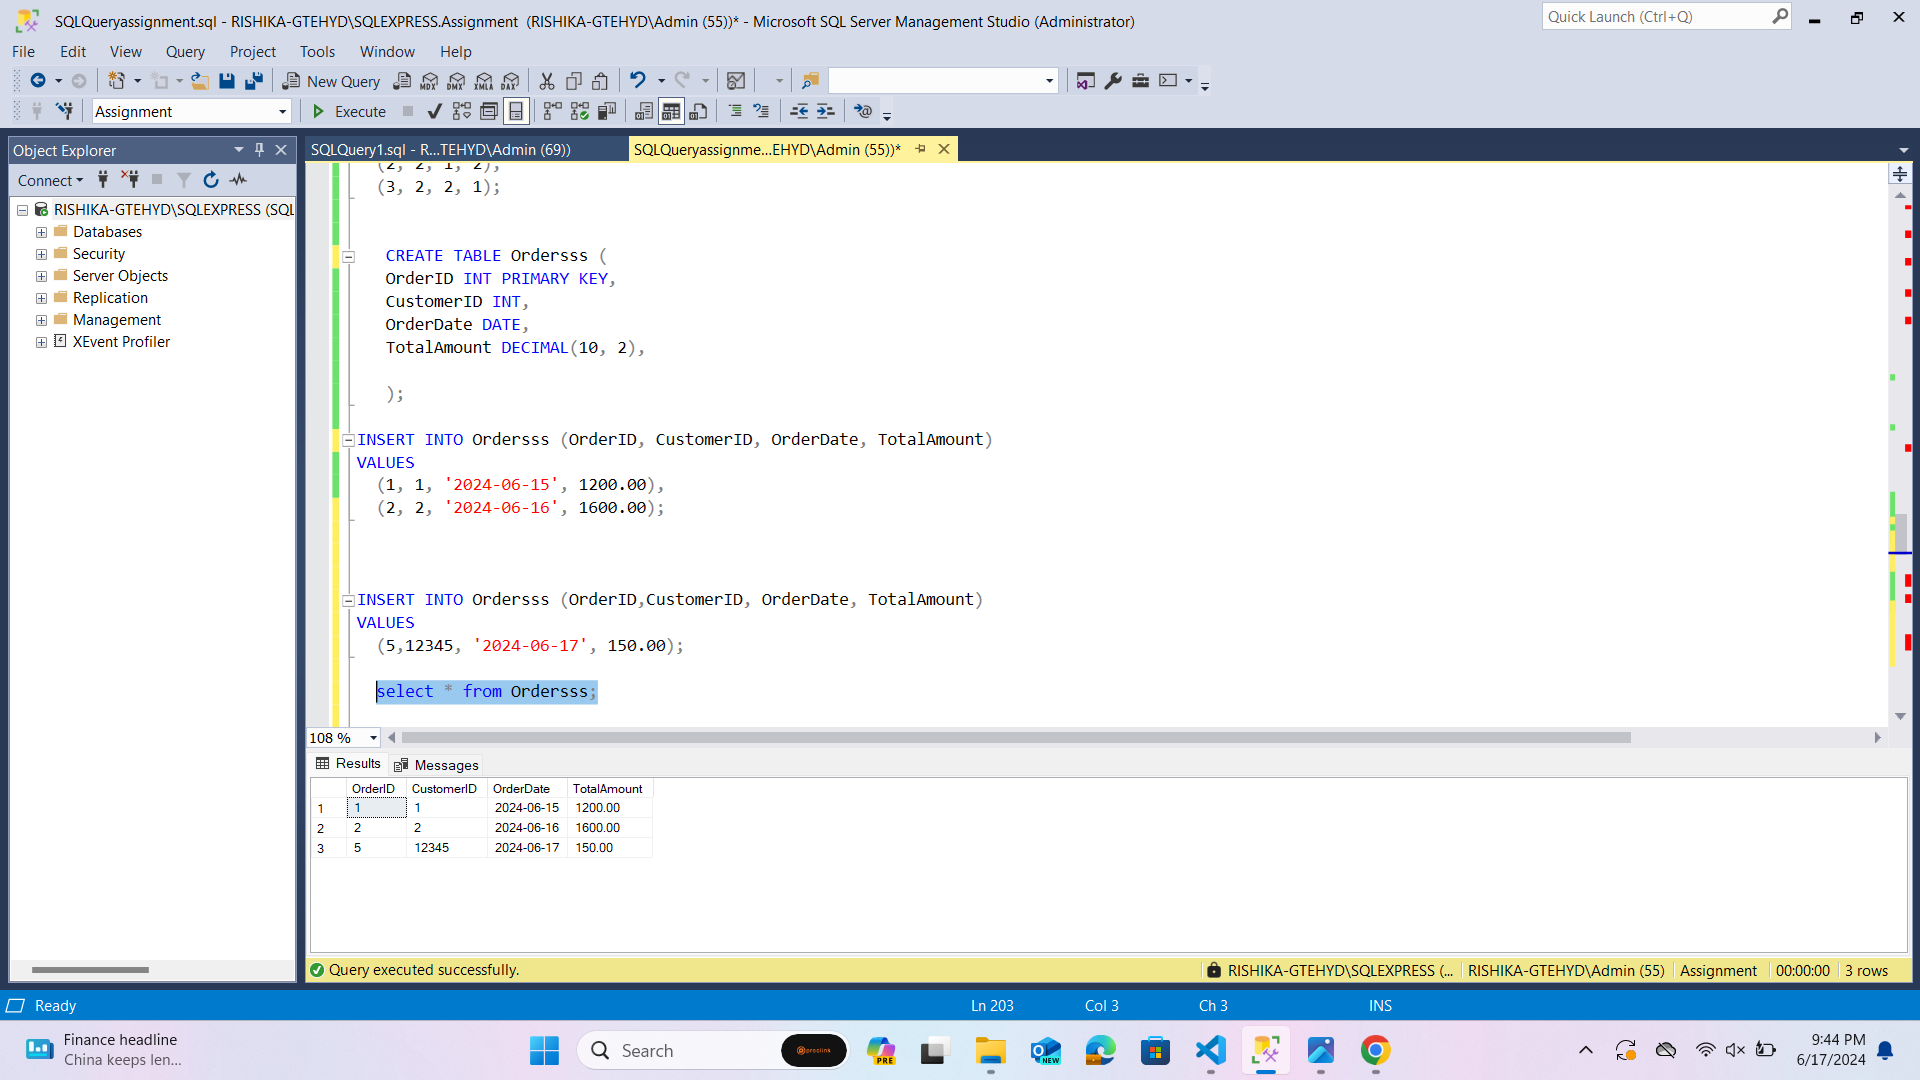 SQLQueryassignment.sql - RISHIKA-GTEHYD\SQLEXPRESS.Assignment (RISHIKA-GTEHYD\Admin (55))* - Microsoft SQL Server Management Studio (Administrator)
Quick Launch (Ctrl+Q)
File Edit View Query Project Tools Window Help
New Query MDX DMX XMLA DAX
Assignment
Execute
Object Explorer
SQLQuery1.sql - R...TEHYD\Admin (69))
SQLQueryassignme...EHYD\Admin (55))*
Connect
RISHIKA-GTEHYD\SQLEXPRESS (SQL
Databases
Security
Server Objects
Replication
Management
XEvent Profiler
(2, 2, 1, 2),
(3, 2, 2, 1);
CREATE TABLE Ordersss (
OrderID INT PRIMARY KEY,
CustomerID INT,
OrderDate DATE,
TotalAmount DECIMAL(10, 2),
);
INSERT INTO Ordersss (OrderID, CustomerID, OrderDate, TotalAmount)
VALUES
(1, 1, '2024-06-15', 1200.00),
(2, 2, '2024-06-16', 1600.00);
INSERT INTO Ordersss (OrderID,CustomerID, OrderDate, TotalAmount)
VALUES
(5,12345, '2024-06-17', 150.00);
select * from Ordersss;
108 %
Results Messages
OrderID CustomerID OrderDate TotalAmount
1 1 1 2024-06-15 1200.00
2 2 2 2024-06-16 1600.00
3 5 12345 2024-06-17 150.00
Query executed successfully.
RISHIKA-GTEHYD\SQLEXPRESS (... RISHIKA-GTEHYD\Admin (55) Assignment 00:00:00 3 rows
Ready
Ln 203 Col 3 Ch 3 INS
Finance headline
China keeps len...
Search
proclink
PRE
NEW
9:44 PM
6/17/2024